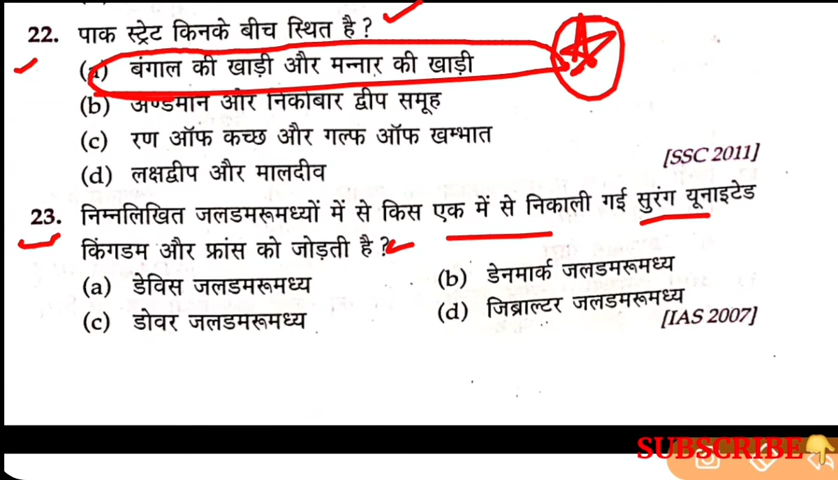 22. पाक स्ट्रेट किनके बीच स्थित है ?
(a) बंगाल की खाड़ी और मन्नार की खाड़ी
(b) अण्डमान और निकोबार द्वीप समूह
(c) रण ऑफ कच्छ और गल्फ ऑफ खम्भात
(d) लक्षद्वीप और मालदीव
[SSC 2011]
23. निम्नलिखित जलडमरूमध्यों में से किस एक में से निकाली गई सुरंग यूनाइटेड
किंगडम और फ्रांस को जोड़ती है ?
(a) डेविस जलडमरूमध्य (b) डेनमार्क जलडमरूमध्य
(c) डोवर जलडमरूमध्य (d) जिब्राल्टर जलडमरूमध्य
[IAS 2007]
SUBSCRIBE👇